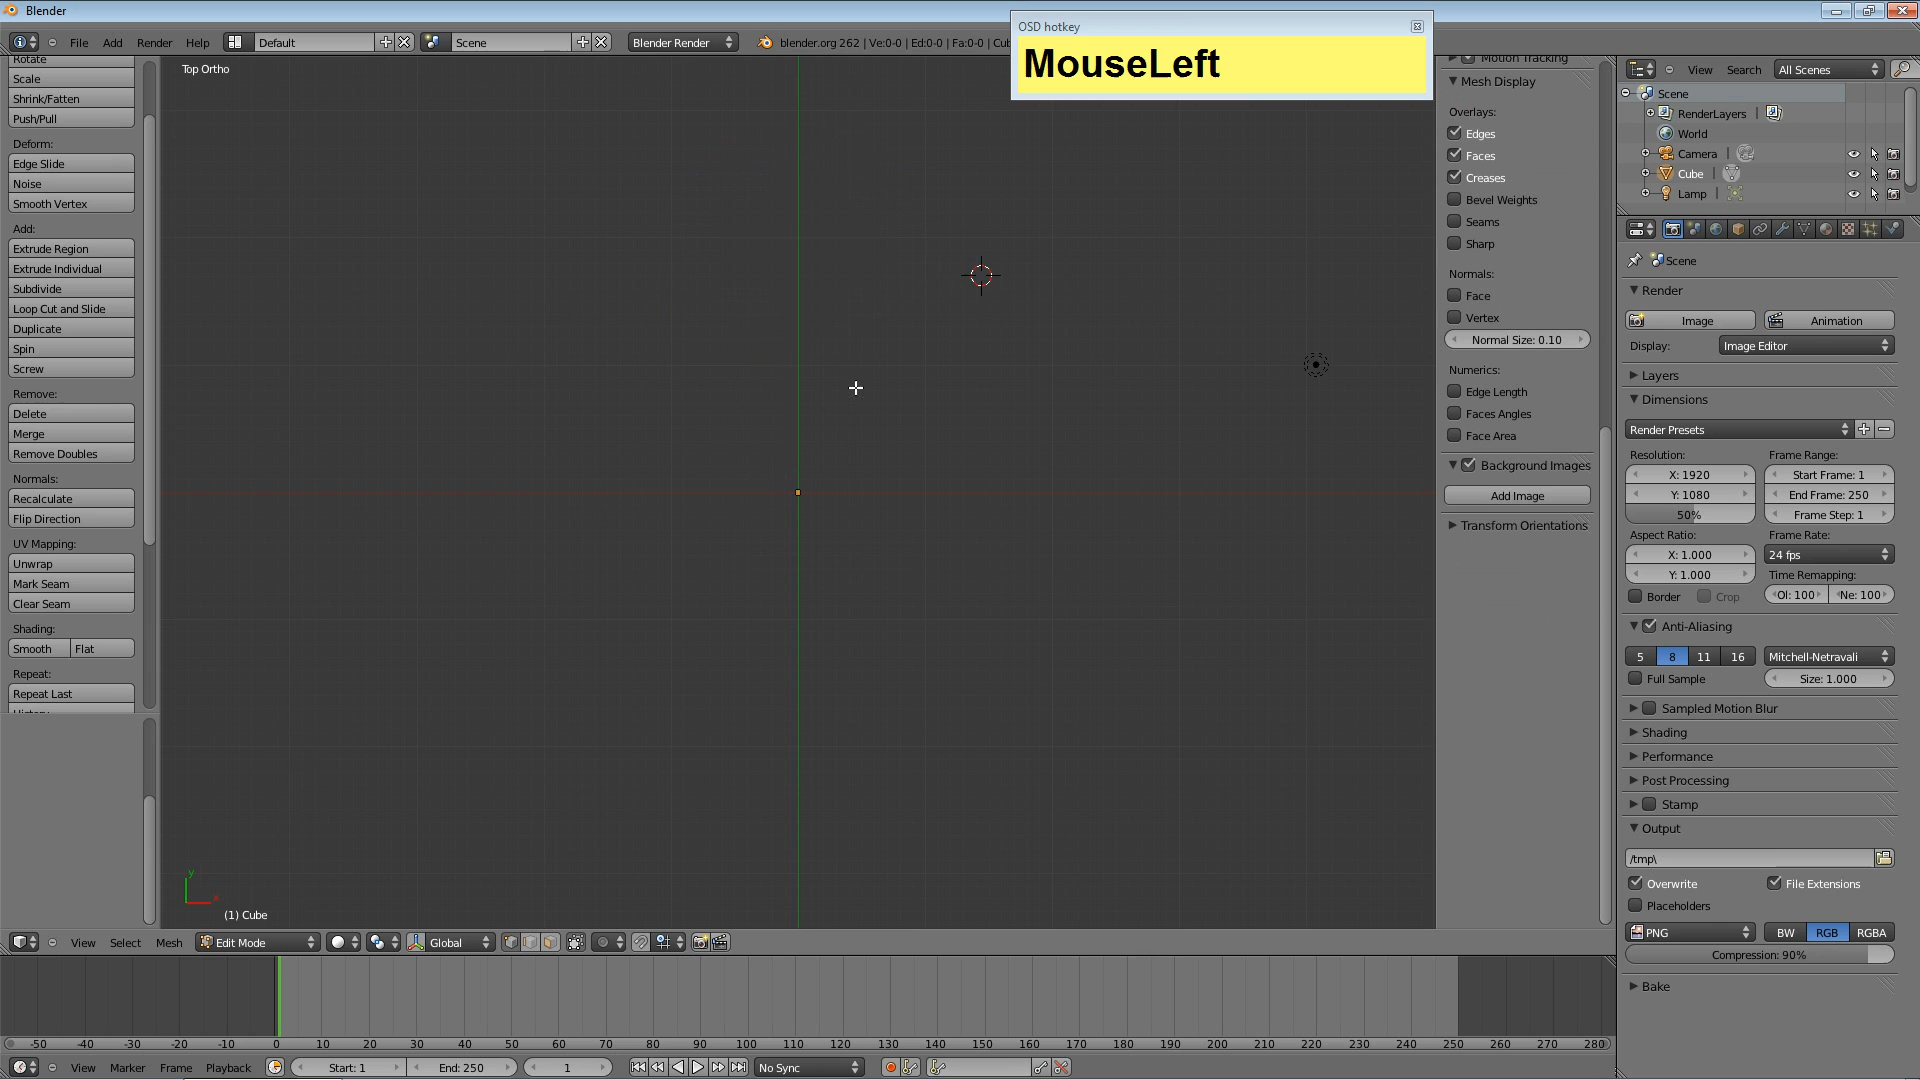 Blender
OSD hotkey
MouseLeft
File Add Render Help Default Scene Blender Render blender.org 262 | Ve:0-0 | Ed:0-0 | Fa:0-0 |
Rotate
Scale
Shrink/Fatten
Push/Pull
Deform:
Edge Slide
Noise
Smooth Vertex
Add:
Extrude Region
Extrude Individual
Subdivide
Loop Cut and Slide
Duplicate
Spin
Screw
Remove:
Delete
Merge
Remove Doubles
Normals:
Recalculate
Flip Direction
UV Mapping:
Unwrap
Mark Seam
Clear Seam
Shading:
Smooth Flat
Repeat:
Repeat Last
Top Ortho
y
x
(1) Cube
Motion Tracking
Mesh Display
Overlays:
Edges
Faces
Creases
Bevel Weights
Seams
Sharp
Normals:
Face
Vertex
Normal Size: 0.10
Numerics:
Edge Length
Faces Angles
Face Area
Background Images
Add Image
Transform Orientations
View Search All Scenes
Scene
RenderLayers |
World
Camera |
Cube |
Lamp |
Scene
Render
Image Animation
Display: Image Editor
Layers
Dimensions
Render Presets
Resolution: Frame Range:
X: 1920 Start Frame: 1
Y: 1080 End Frame: 250
50% Frame Step: 1
Aspect Ratio: Frame Rate:
X: 1.000 24 fps
Y: 1.000 Time Remapping:
Border Crop Ol: 100 Ne: 100
Anti-Aliasing
5 8 11 16 Mitchell-Netravali
Full Sample Size: 1.000
Sampled Motion Blur
Shading
Performance
Post Processing
Stamp
Output
/tmp\
Overwrite File Extensions
Placeholders
PNG BW RGB RGBA
Compression: 90%
Bake
View Select Mesh Edit Mode Global
-50 -40 -30 -20 -10 0 10 20 30 40 50 60 70 80 90 100 110 120 130 140 150 160 170 180 190 200 210 220 230 240 250 260 270 280
View Marker Frame Playback Start: 1 End: 250 1 No Sync